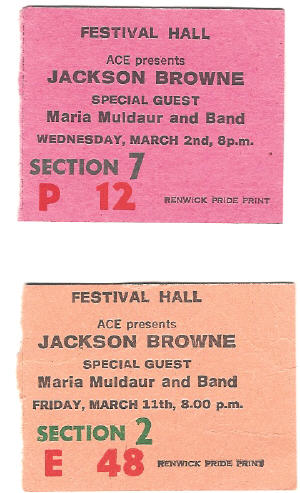 FESTIVAL HALL
ACE presents
JACKSON BROWNE
SPECIAL GUEST
Maria Muldaur and Band
WEDNESDAY, MARCH 2nd, 8p.m.
SECTION 7
P 12 RENWICK PRIDE PRINT
FESTIVAL HALL
ACE presents
JACKSON BROWNE
SPECIAL GUEST
Maria Muldaur and Band
FRIDAY, MARCH 11th, 8.00 p.m.
SECTION 2
E 48 RENWICK PRIDE PRINT